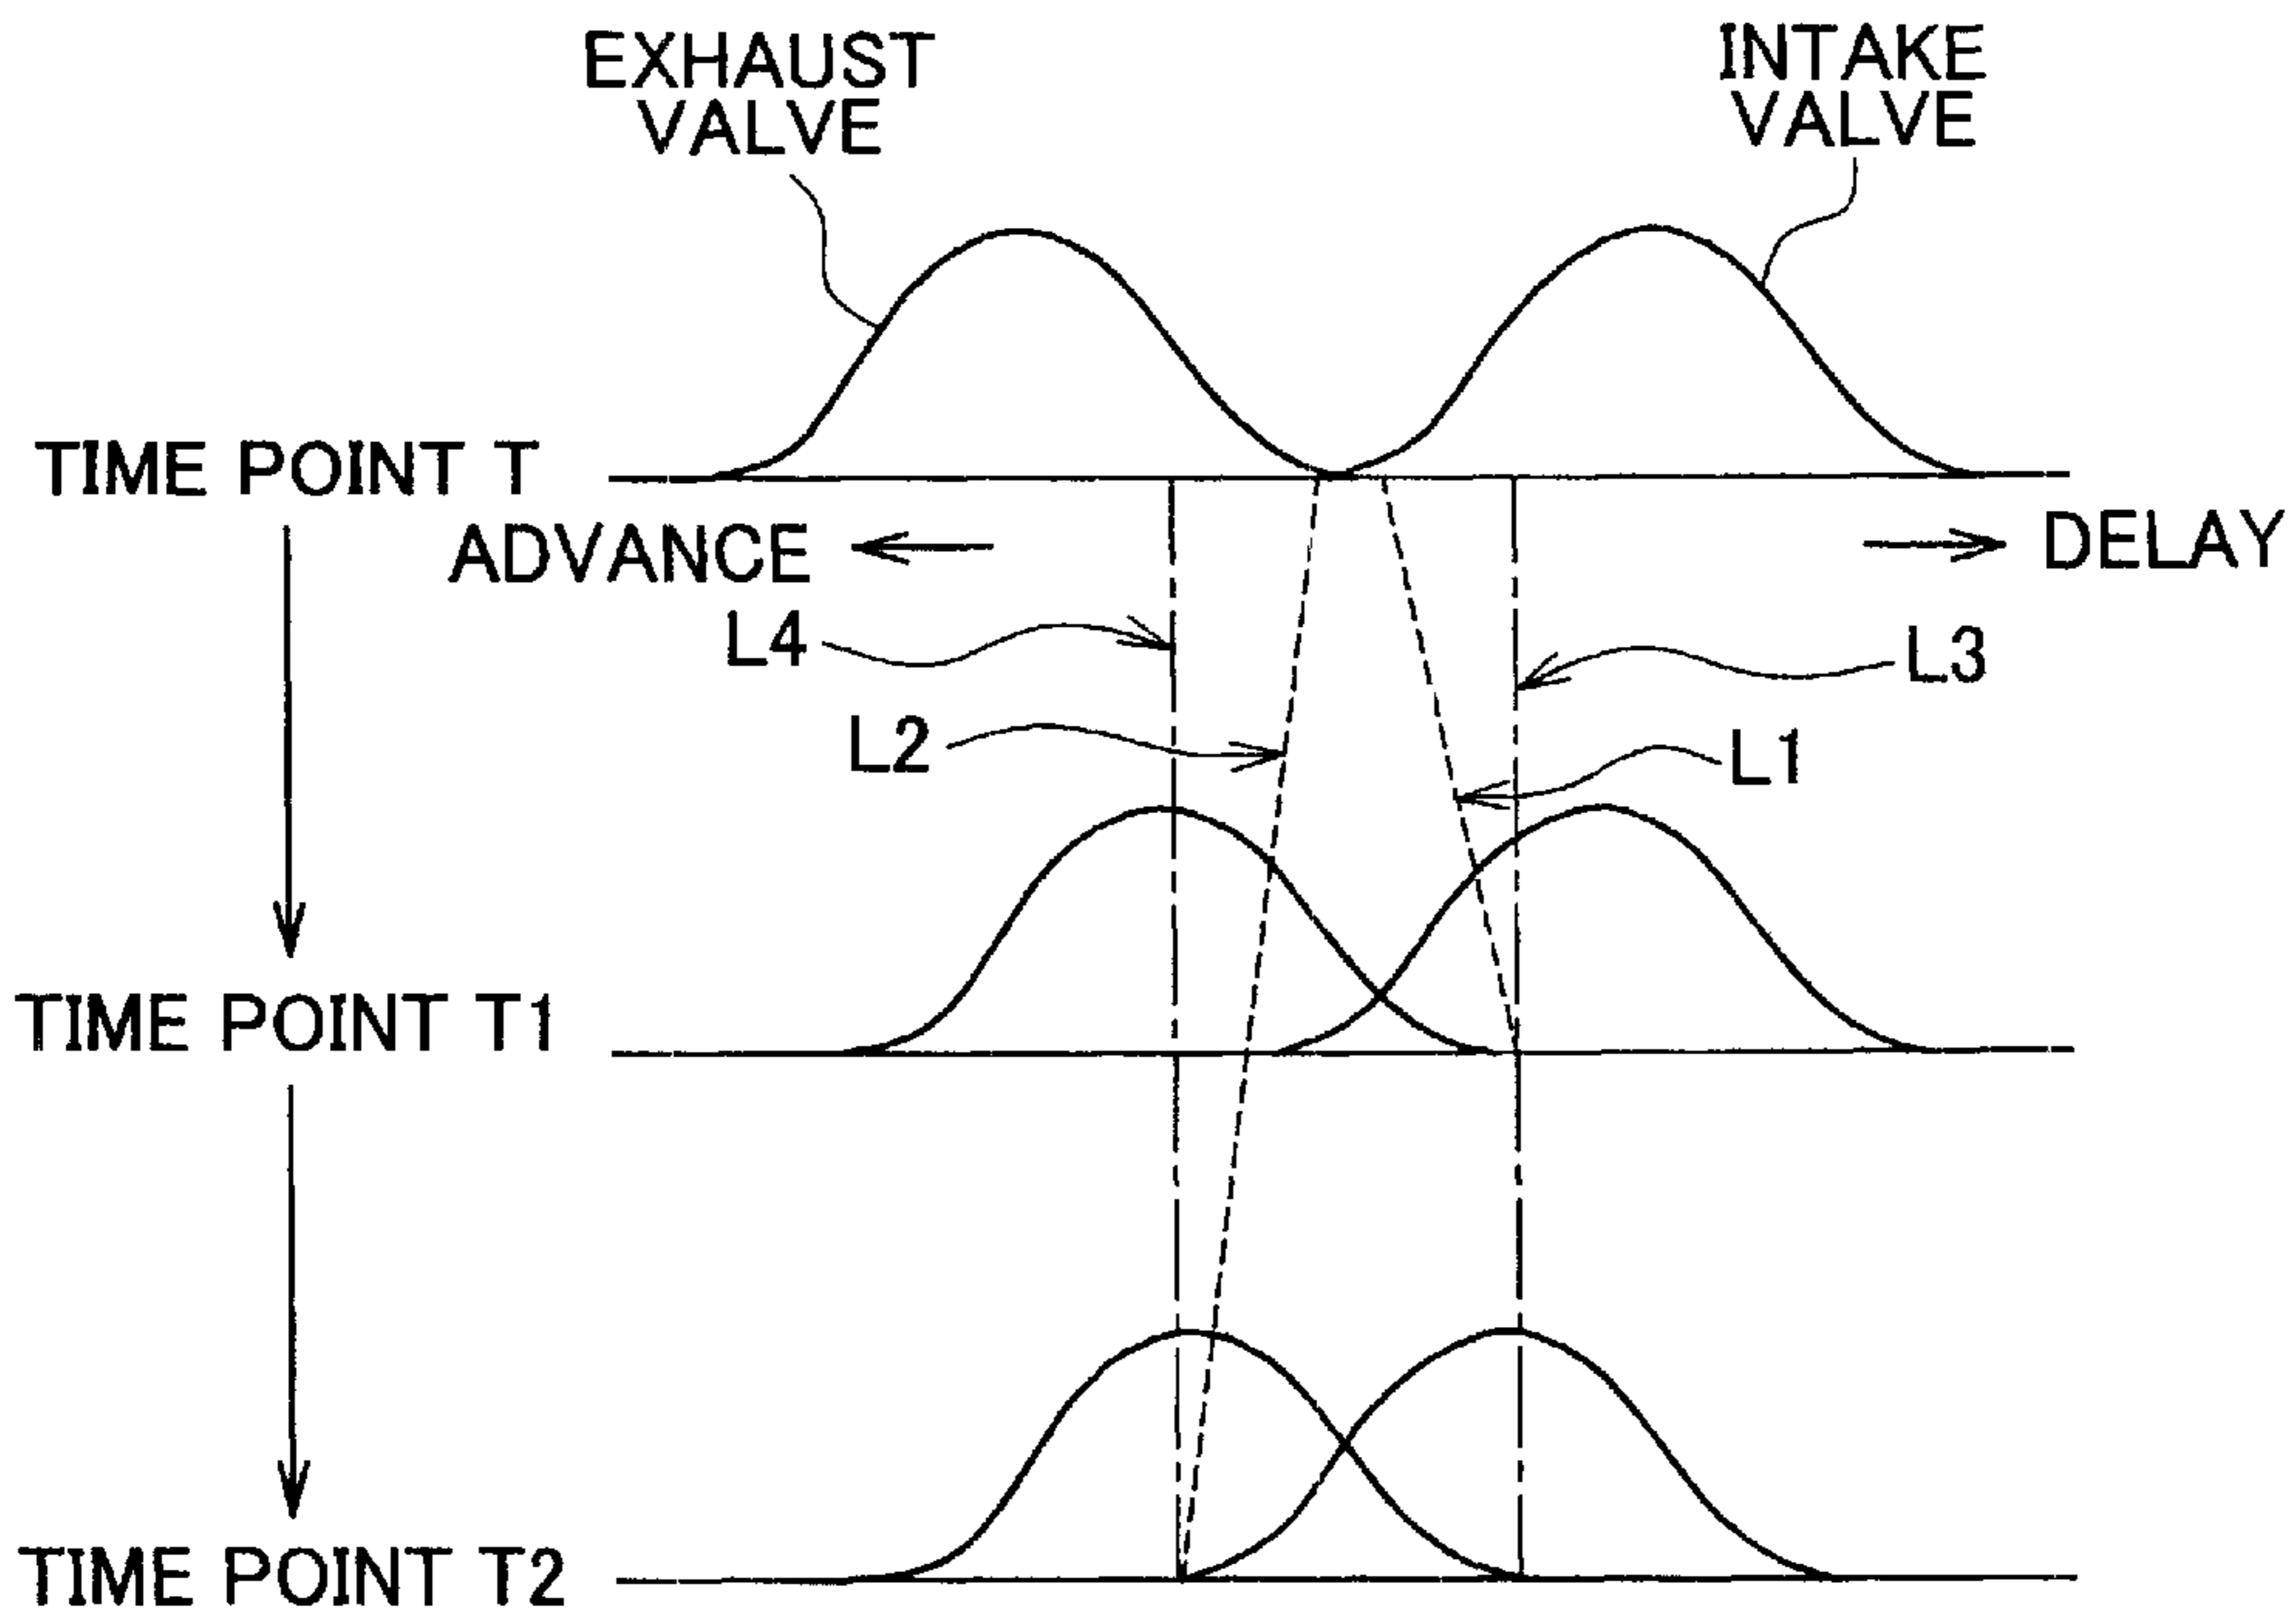 EXHAUST
VALVE
INTAKE
VALVE
TIME POINT T
ADVANCE
DELAY
L4
L3
L2
L1
TIME POINT T1
TIME POINT T2